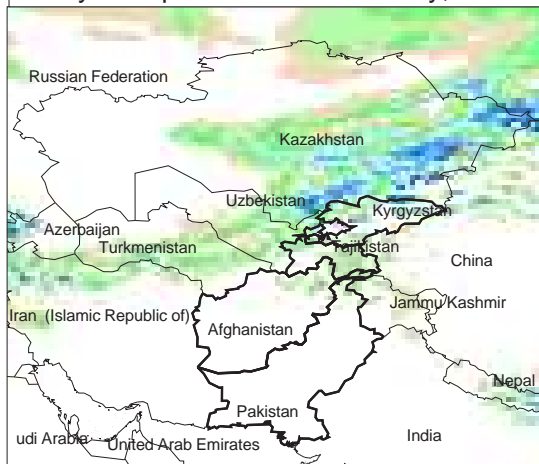 Russian Federation
Kazakhstan
Uzbekistan
Kyrgyzstan
Azerbaijan
Turkmenistan
Tajikistan
China
Iran (Islamic Republic of)
Jammu Kashmir
Afghanistan
Nepal
Pakistan
udi Arabia
United Arab Emirates
India